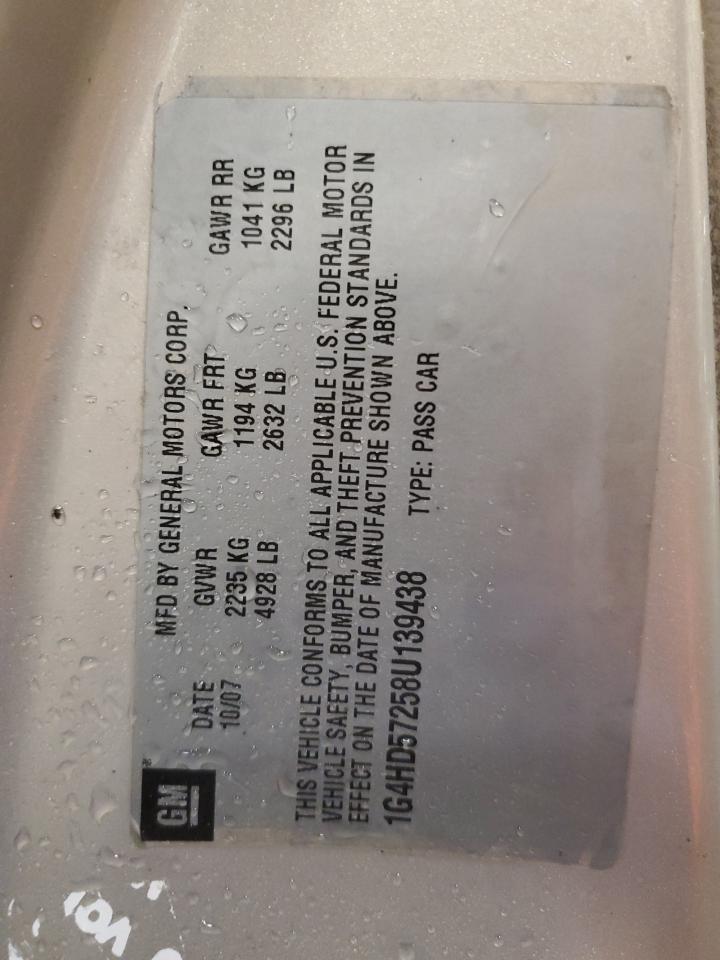 GM
MFD BY GENERAL MOTORS CORP.
DATE GVWR GAWR FRT GAWR RR
10/07 2235 KG 1194 KG 1041 KG
4928 LB 2632 LB 2296 LB
THIS VEHICLE CONFORMS TO ALL APPLICABLE U.S. FEDERAL MOTOR
VEHICLE SAFETY, BUMPER, AND THEFT PREVENTION STANDARDS IN
EFFECT ON THE DATE OF MANUFACTURE SHOWN ABOVE.
1G4HD57258U139438 TYPE: PASS CAR